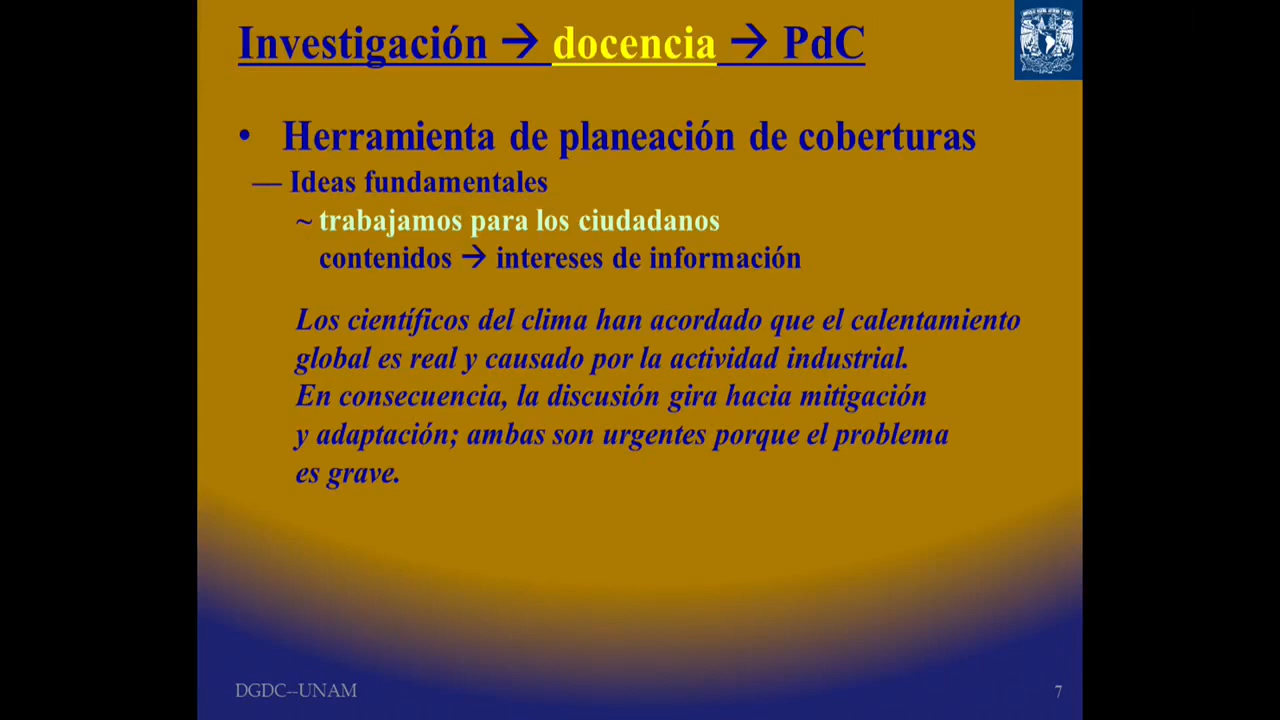 Investigación → docencia → PdC
• Herramienta de planeación de coberturas
— Ideas fundamentales
~ trabajamos para los ciudadanos
contenidos → intereses de información
Los científicos del clima han acordado que el calentamiento
global es real y causado por la actividad industrial.
En consecuencia, la discusión gira hacia mitigación
y adaptación; ambas son urgentes porque el problema
es grave.
DGDC--UNAM
7